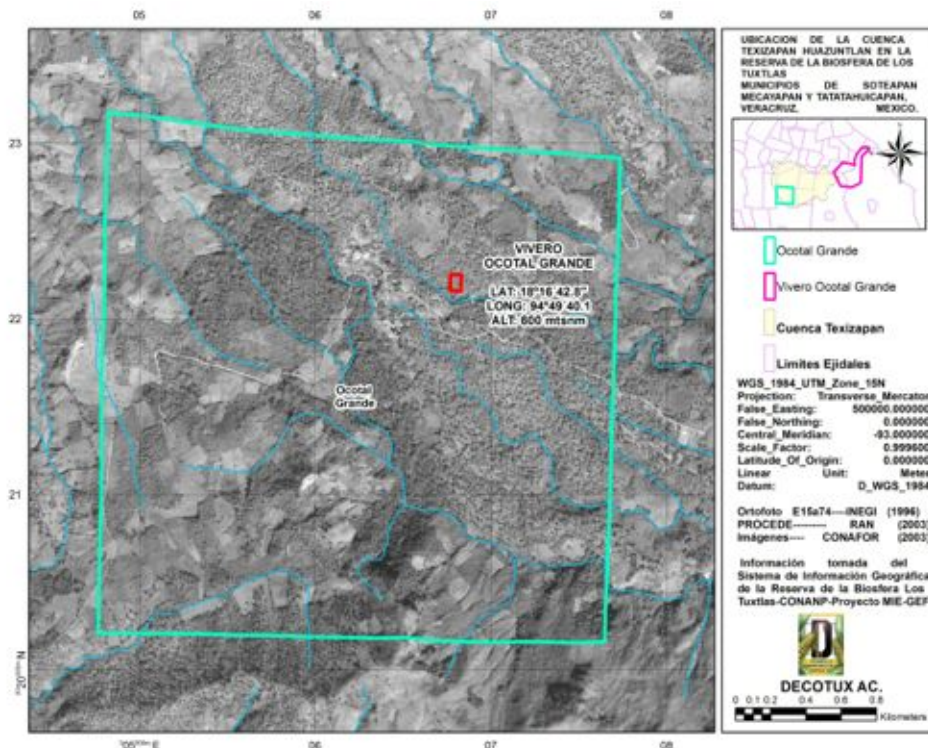 05 06 07 08
23
22
21
VIVERO
OCOTAL GRANDE
LAT: 18°16'42.8"
LONG: 94°49'40.1
ALT: 600 mtsnm
Ocotal
Grande
06 07 08
UBICACION DE LA CUENCA
TEXIZAPAN HUAZUNTLAN EN LA
RESERVA DE LA BIOSFERA DE LOS
TUXTLAS
MUNICIPIOS DE SOTEAPAN
MECAYAPAN Y TATATAHUICAPAN,
VERACRUZ, MEXICO.
Ocotal Grande
Vivero Ocotal Grande
Cuenca Texizapan
Limites Ejidales
WGS_1984_UTM_Zone_15N
Projection: Transverse_Mercator
False_Easting: 500000.000000
False_Northing: 0.000000
Central_Meridian: -93.000000
Scale_Factor: 0.999600
Latitude_Of_Origin: 0.000000
Linear Unit: Meter
Datum: D_WGS_1984
Ortofoto E15a74----INEGI (1996)
PROCEDE-------- RAN (2003)
Imágenes---- CONAFOR (2003)
Información tomada del
Sistema de Información Geográfica
de la Reserva de la Biosfera Los
Tuxtlas-CONANP-Proyecto MIE-GEF
D
DECOTUX AC.
0 0.1 0.2 0.4 0.6 0.8
Kilometers